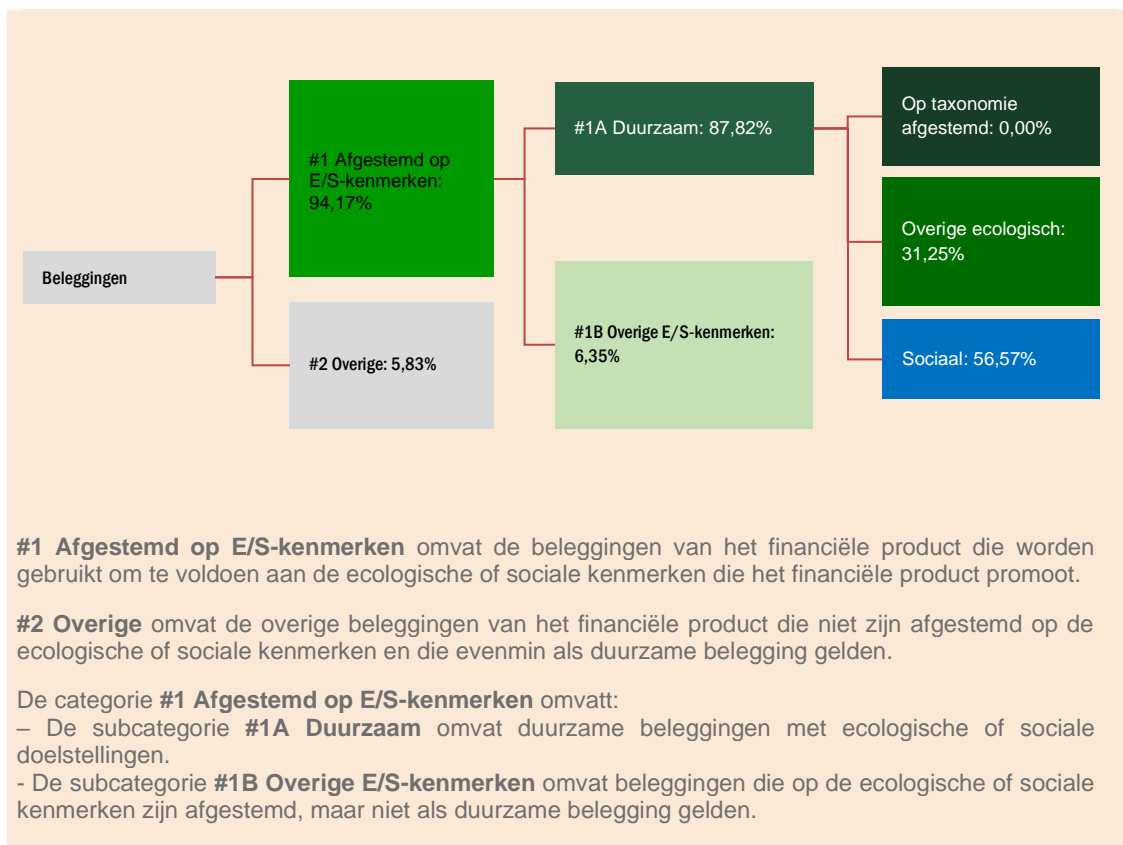 Beleggingen
#1 Afgestemd op
E/S-kenmerken:
94,17%
#2 Overige: 5,83%
#1A Duurzaam: 87,82%
#1B Overige E/S-kenmerken:
6,35%
Op taxonomie
afgestemd: 0,00%
Overige ecologisch:
31,25%
Sociaal: 56,57%
#1 Afgestemd op E/S-kenmerken omvat de beleggingen van het financiële product die worden
gebruikt om te voldoen aan de ecologische of sociale kenmerken die het financiële product promoot.
#2 Overige omvat de overige beleggingen van het financiële product die niet zijn afgestemd op de
ecologische of sociale kenmerken en die evenmin als duurzame belegging gelden.
De categorie #1 Afgestemd op E/S-kenmerken omvatt:
– De subcategorie #1A Duurzaam omvat duurzame beleggingen met ecologische of sociale
doelstellingen.
- De subcategorie #1B Overige E/S-kenmerken omvat beleggingen die op de ecologische of sociale
kenmerken zijn afgestemd, maar niet als duurzame belegging gelden.